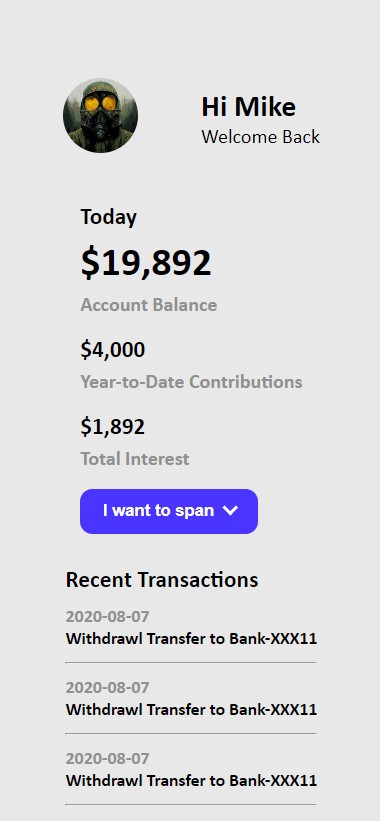 Hi Mike
Welcome Back
Today
$19,892
Account Balance
$4,000
Year-to-Date Contributions
$1,892
Total Interest
I want to span
Recent Transactions
2020-08-07
Withdrawl Transfer to Bank-XXX11
2020-08-07
Withdrawl Transfer to Bank-XXX11
2020-08-07
Withdrawl Transfer to Bank-XXX11